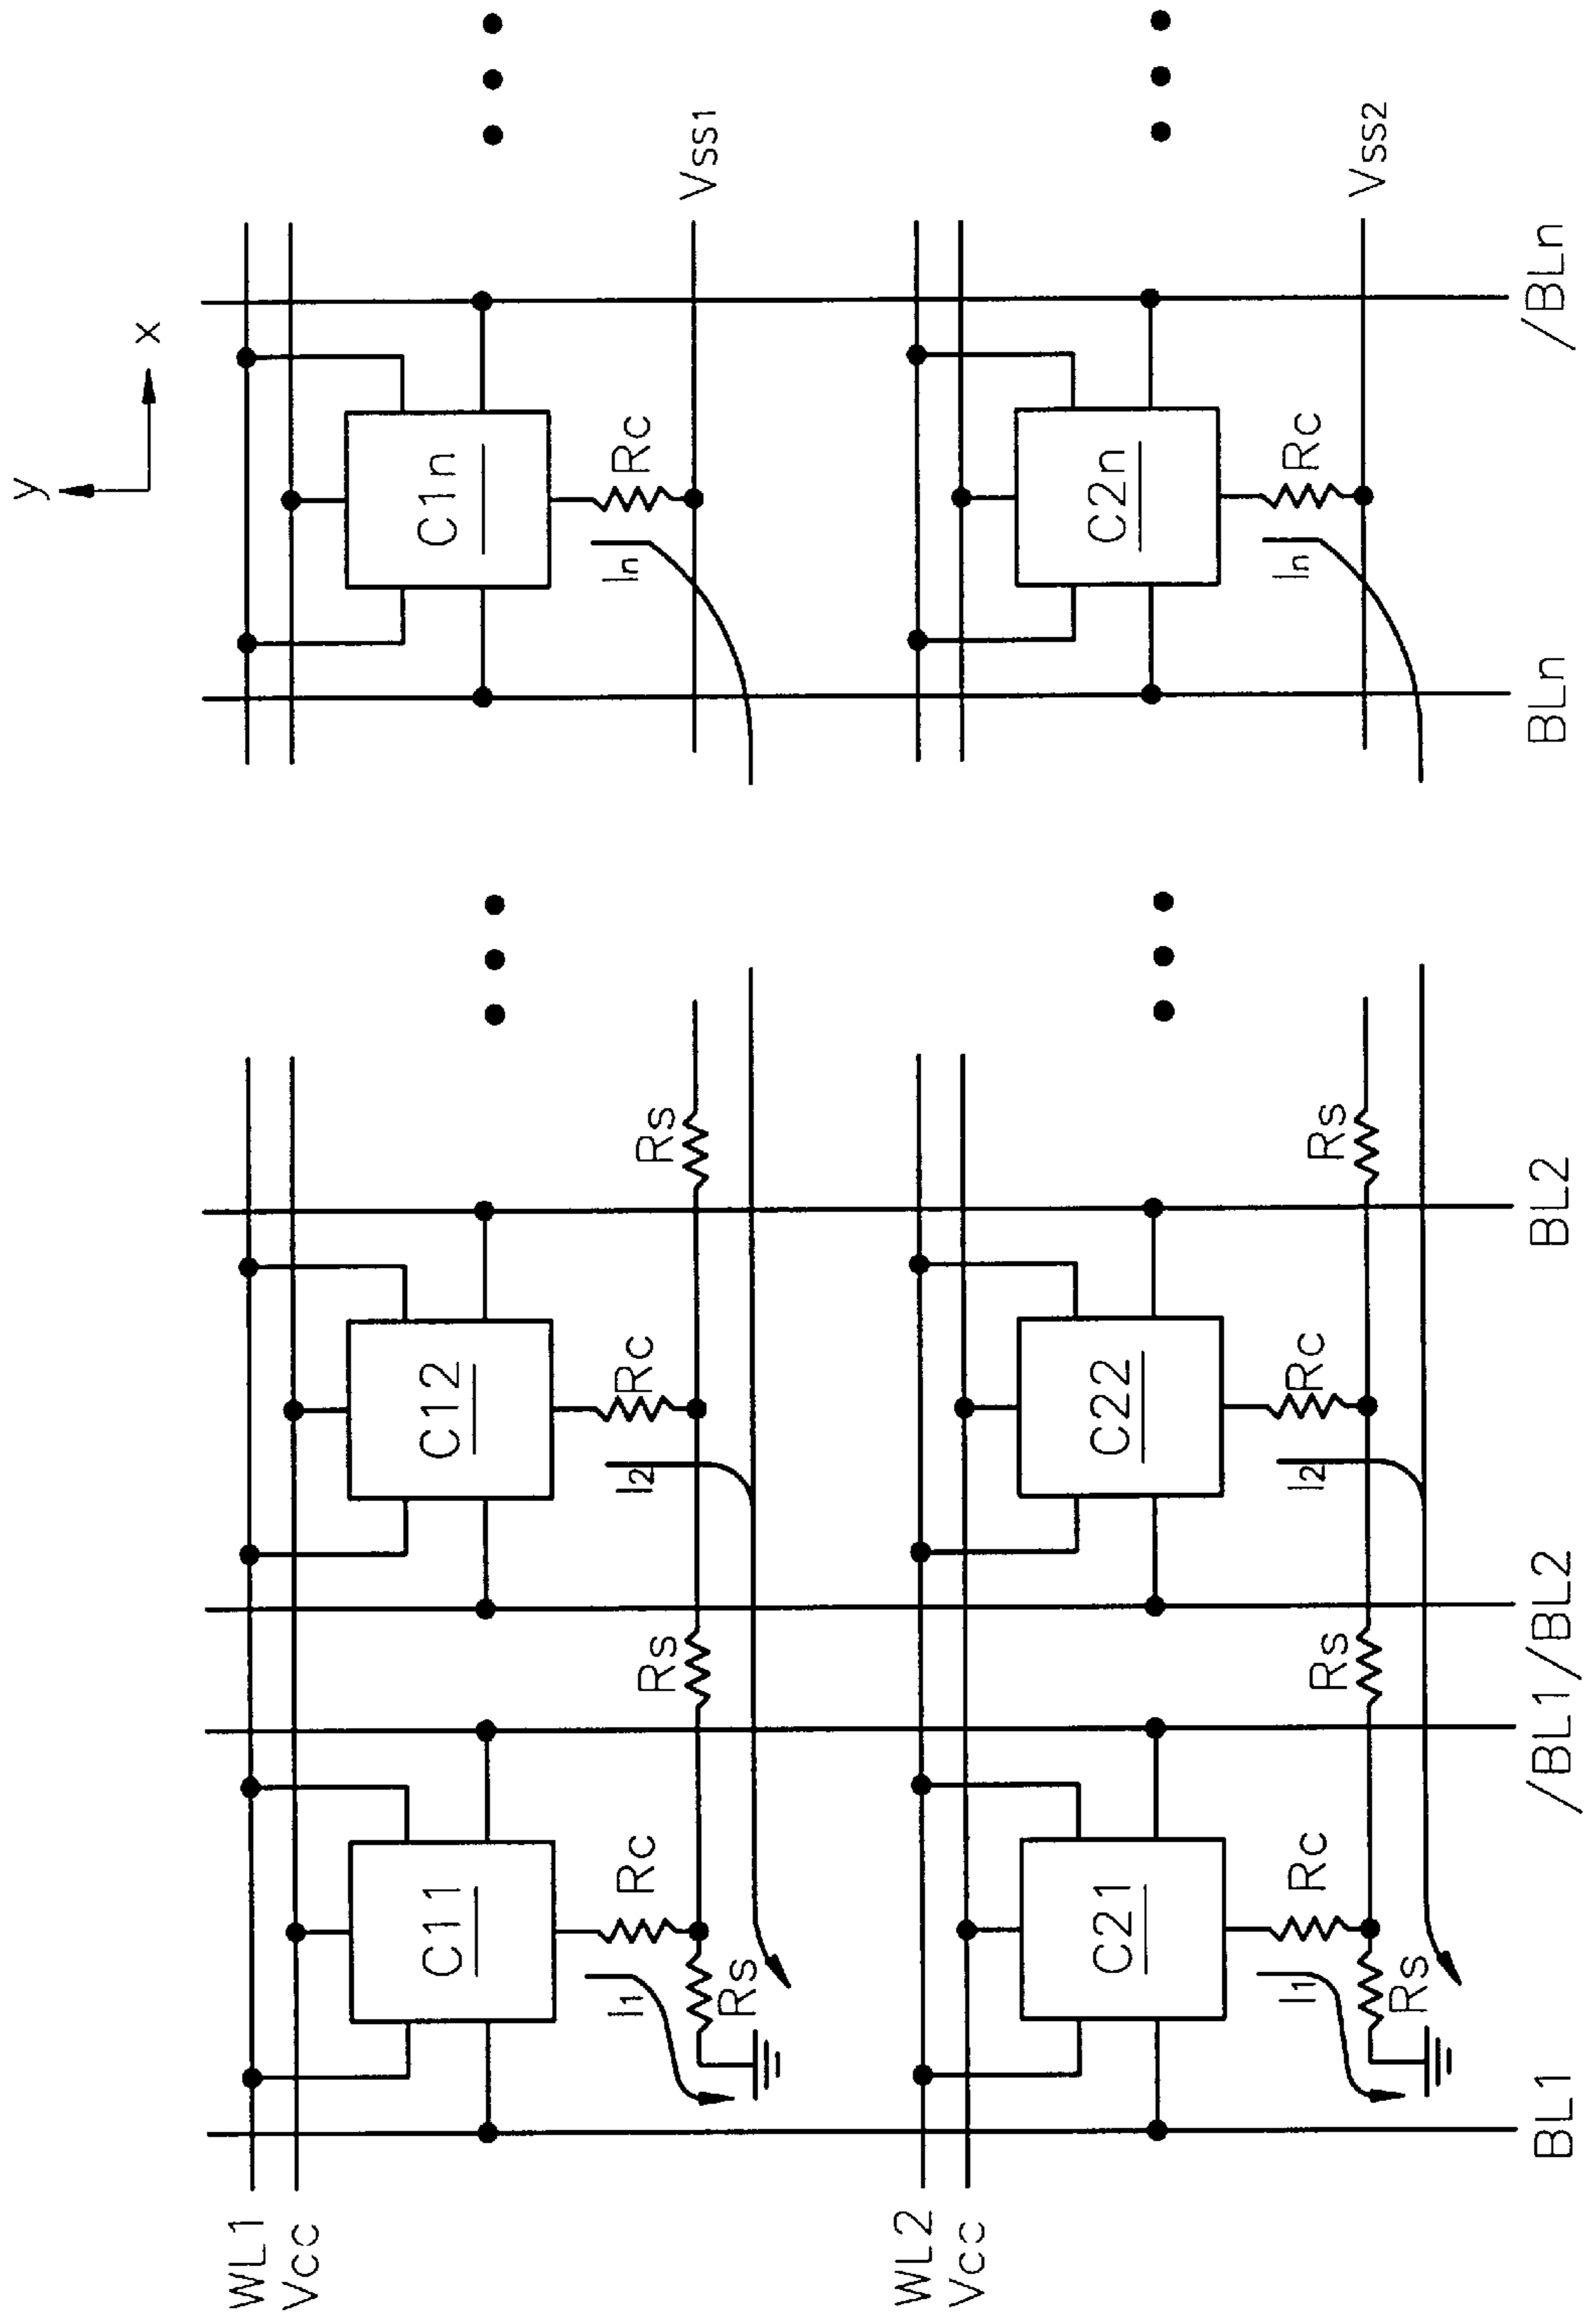 y
x
WL1
Vcc
C11
C12
C1n
Rc
Rc
Rc
I1
I2
In
Rs
Rs
Rs
Vss1
WL2
Vcc
C21
C22
C2n
Rc
Rc
Rc
I1
I2
In
Rs
Rs
Rs
Vss2
BL1
/BL1/BL2
BL2
BLn
/BLn